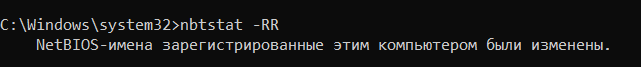 C:\Windows\system32>nbtstat -RR
NetBIOS-имена зарегистрированные этим компьютером были изменены.